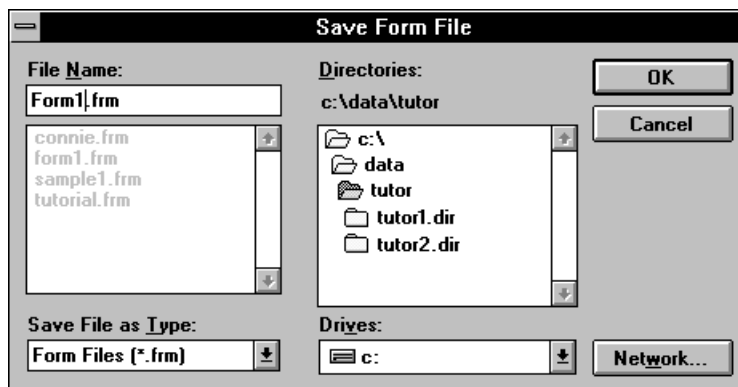 Save Form File
File Name:
Form1.frm
connie.frm
form1.frm
sample1.frm
tutorial.frm
Save File as Type:
Form Files (*.frm)
Directories:
c:\data\tutor
c:\
data
tutor
tutor1.dir
tutor2.dir
Drives:
c:
OK
Cancel
Network...